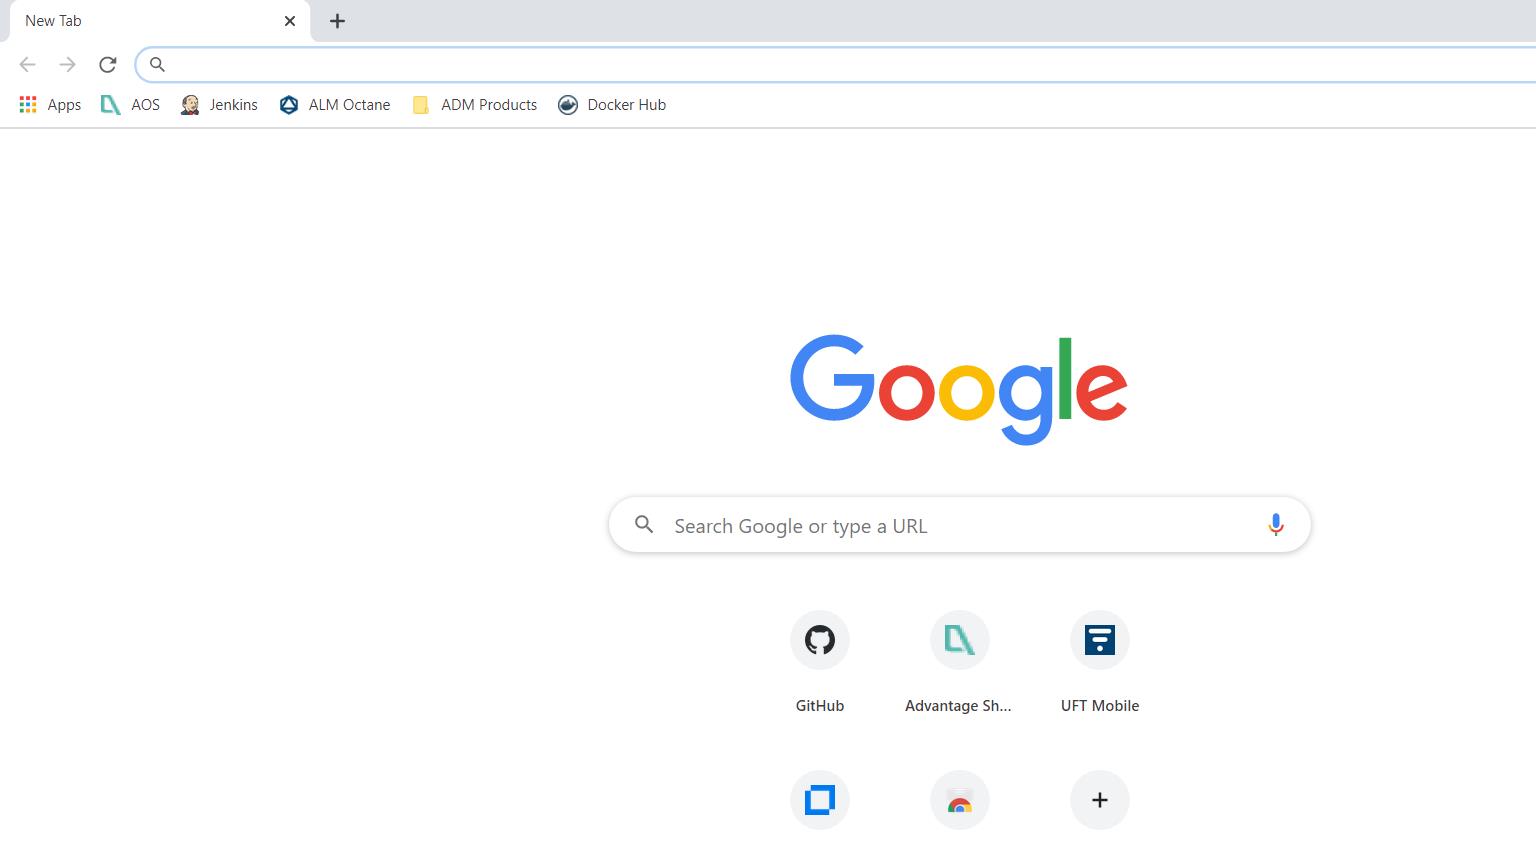 New Tab
Apps AOS Jenkins ALM Octane ADM Products Docker Hub
Google
Search Google or type a URL
GitHub Advantage Sh... UFT Mobile